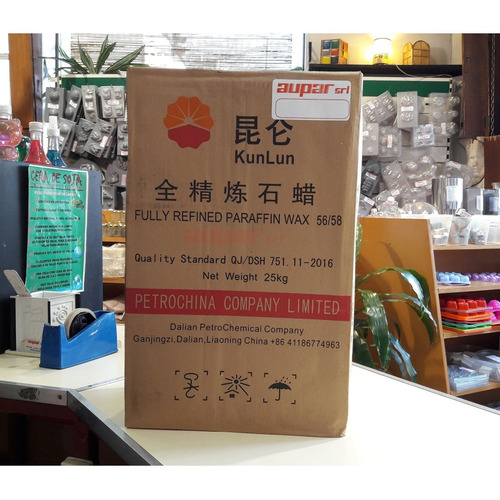 aupar srl
昆仑
KunLun
全精炼石蜡
FULLY REFINED PARAFFIN WAX 56/58
Quality Standard QJ/DSH 751.11-2016
Net Weight 25kg
PETROCHINA COMPANY LIMITED
Dalian PetroChemical Company
Ganjingzi,Dalian,Liaoning China +86 41186774963
CERA DE SOJA